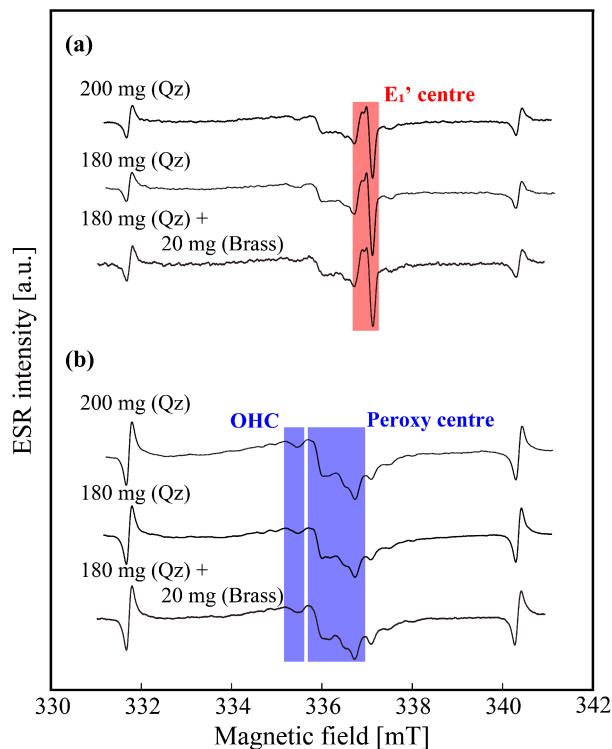 (a)
200 mg (Qz)
E₁’ centre
180 mg (Qz)
180 mg (Qz) +
20 mg (Brass)
(b)
200 mg (Qz)
OHC
Peroxy centre
180 mg (Qz)
180 mg (Qz) +
20 mg (Brass)
ESR intensity [a.u.]
330 332 334 336 338 340 342
Magnetic field [mT]